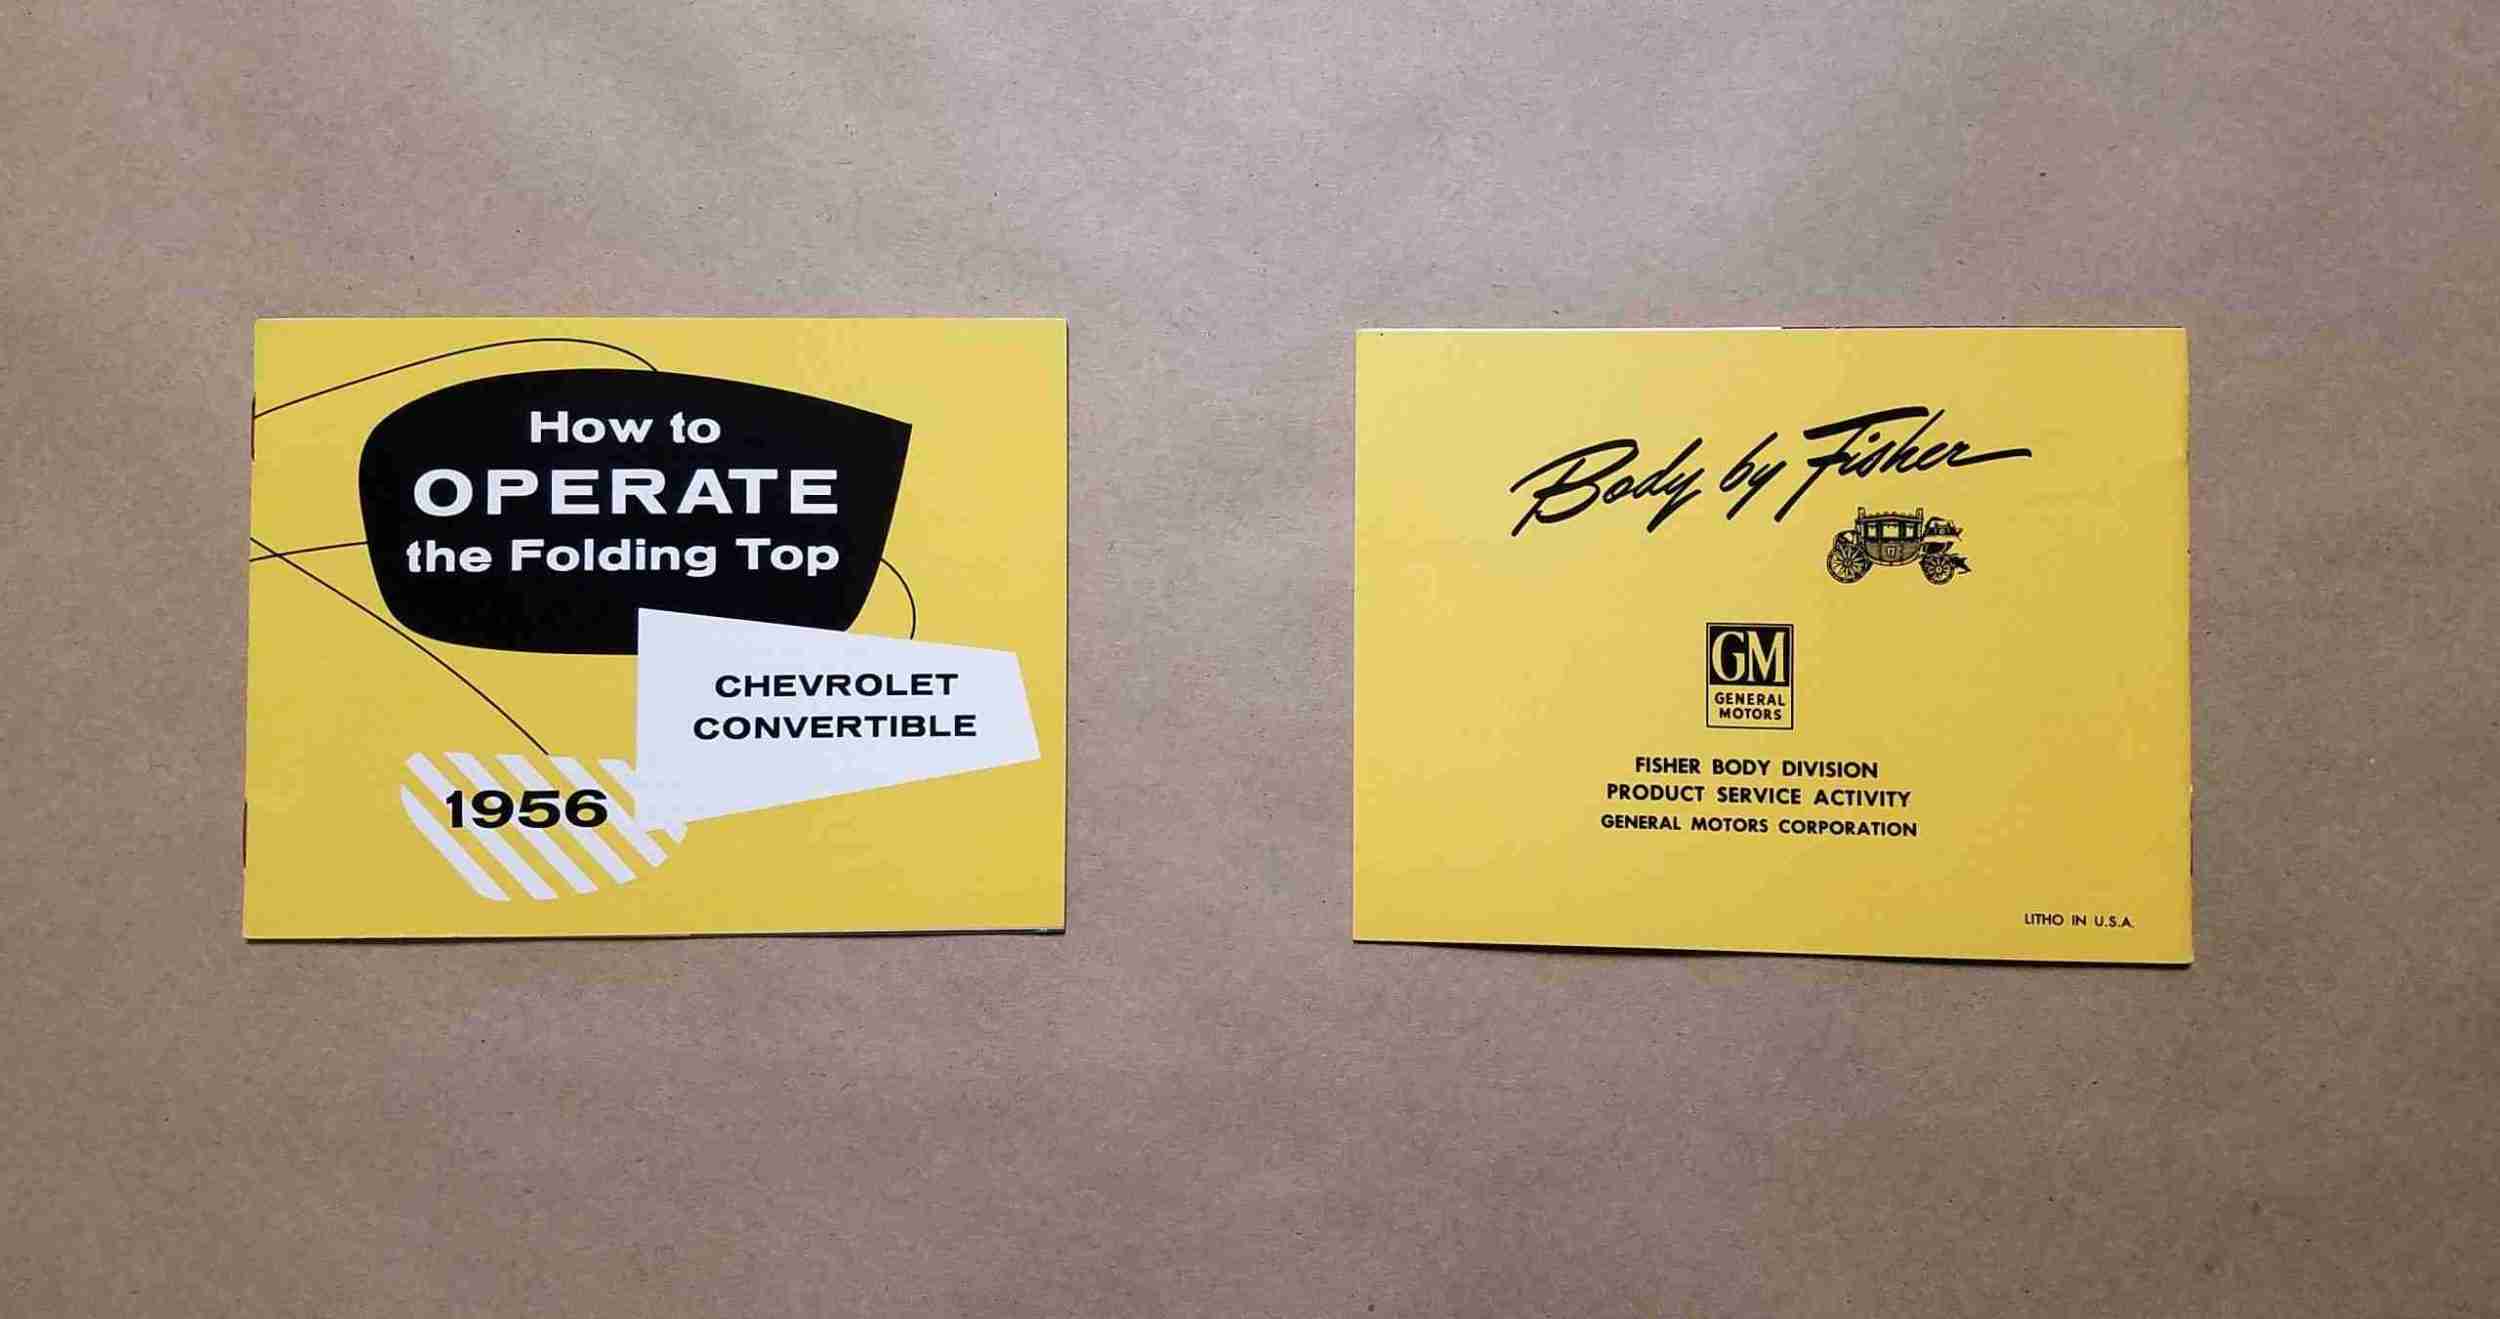 How to
OPERATE
the Folding Top
CHEVROLET
CONVERTIBLE
1956
Body by Fisher
GM
GENERAL
MOTORS
FISHER BODY DIVISION
PRODUCT SERVICE ACTIVITY
GENERAL MOTORS CORPORATION
LITHO IN U.S.A.